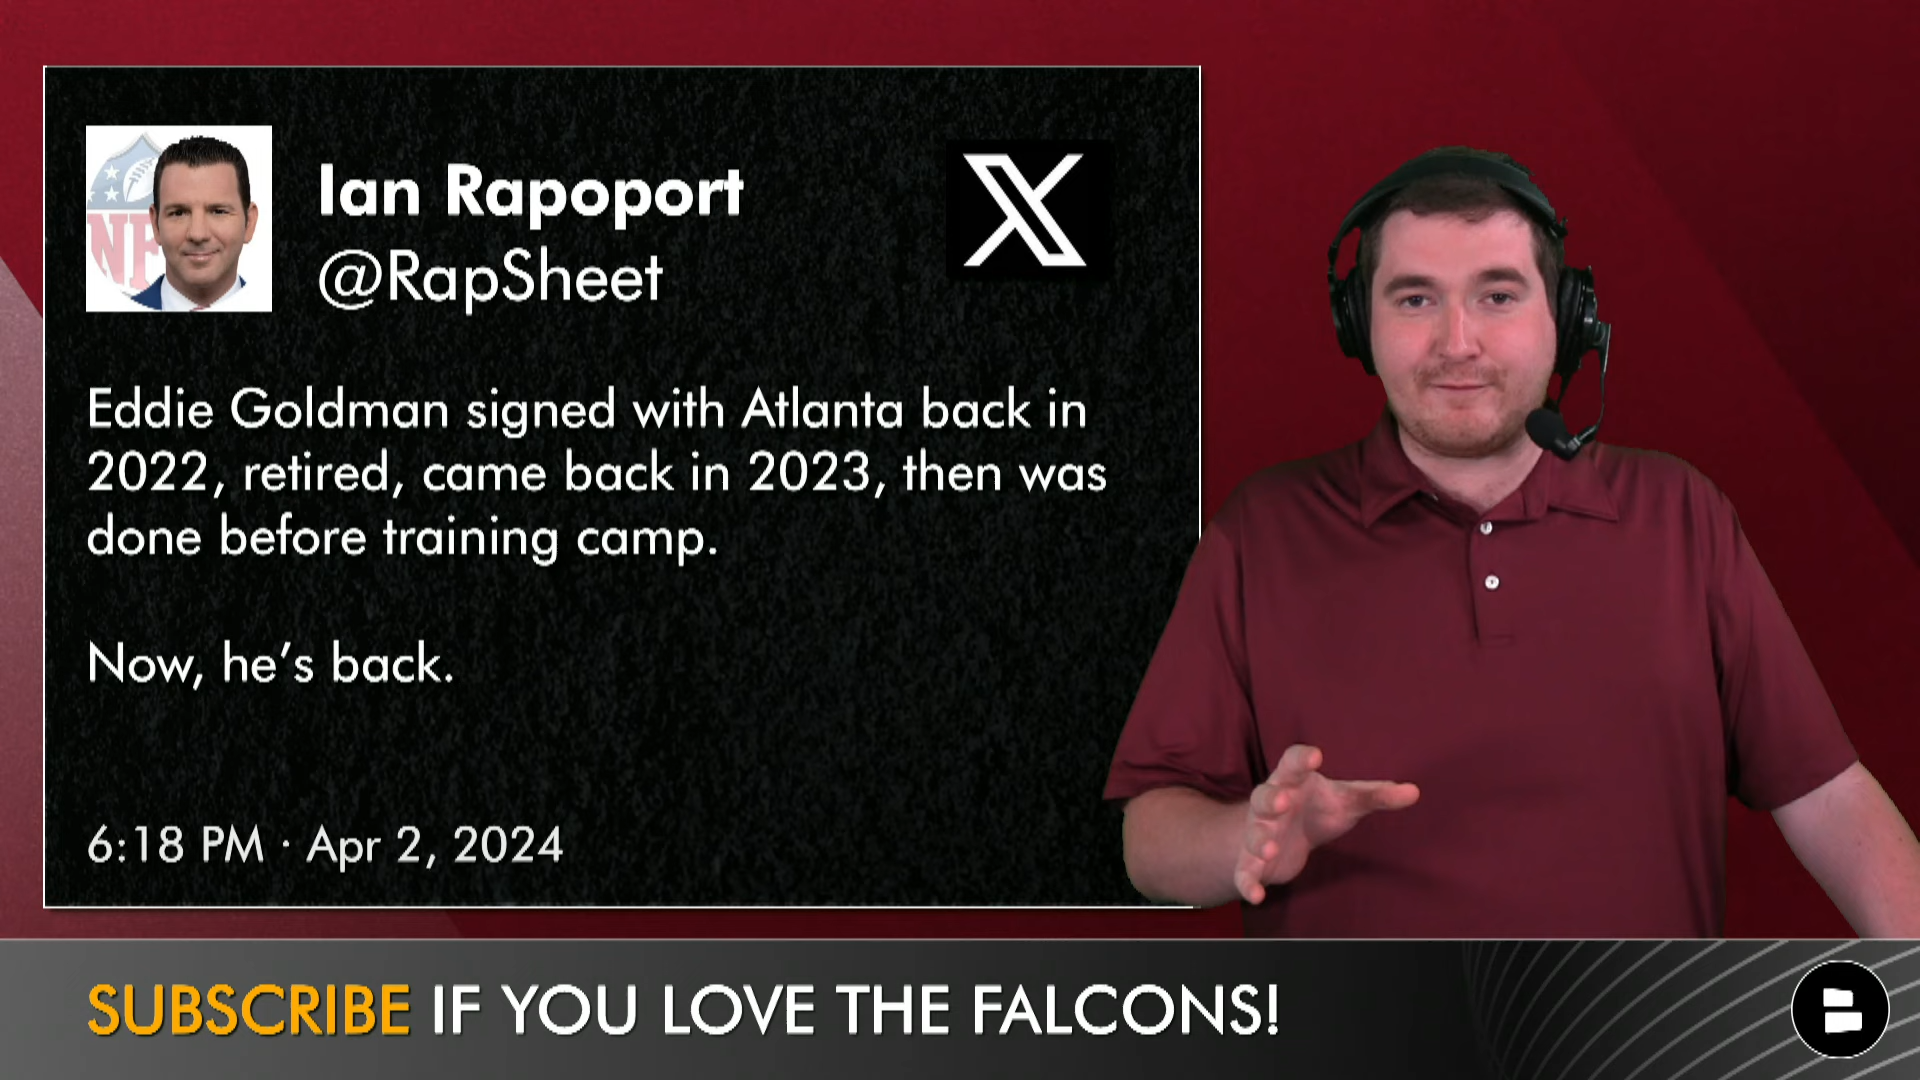 Ian Rapoport
@RapSheet
Eddie Goldman signed with Atlanta back in
2022, retired, came back in 2023, then was
done before training camp.
Now, he’s back.
6:18 PM · Apr 2, 2024
SUBSCRIBE IF YOU LOVE THE FALCONS!